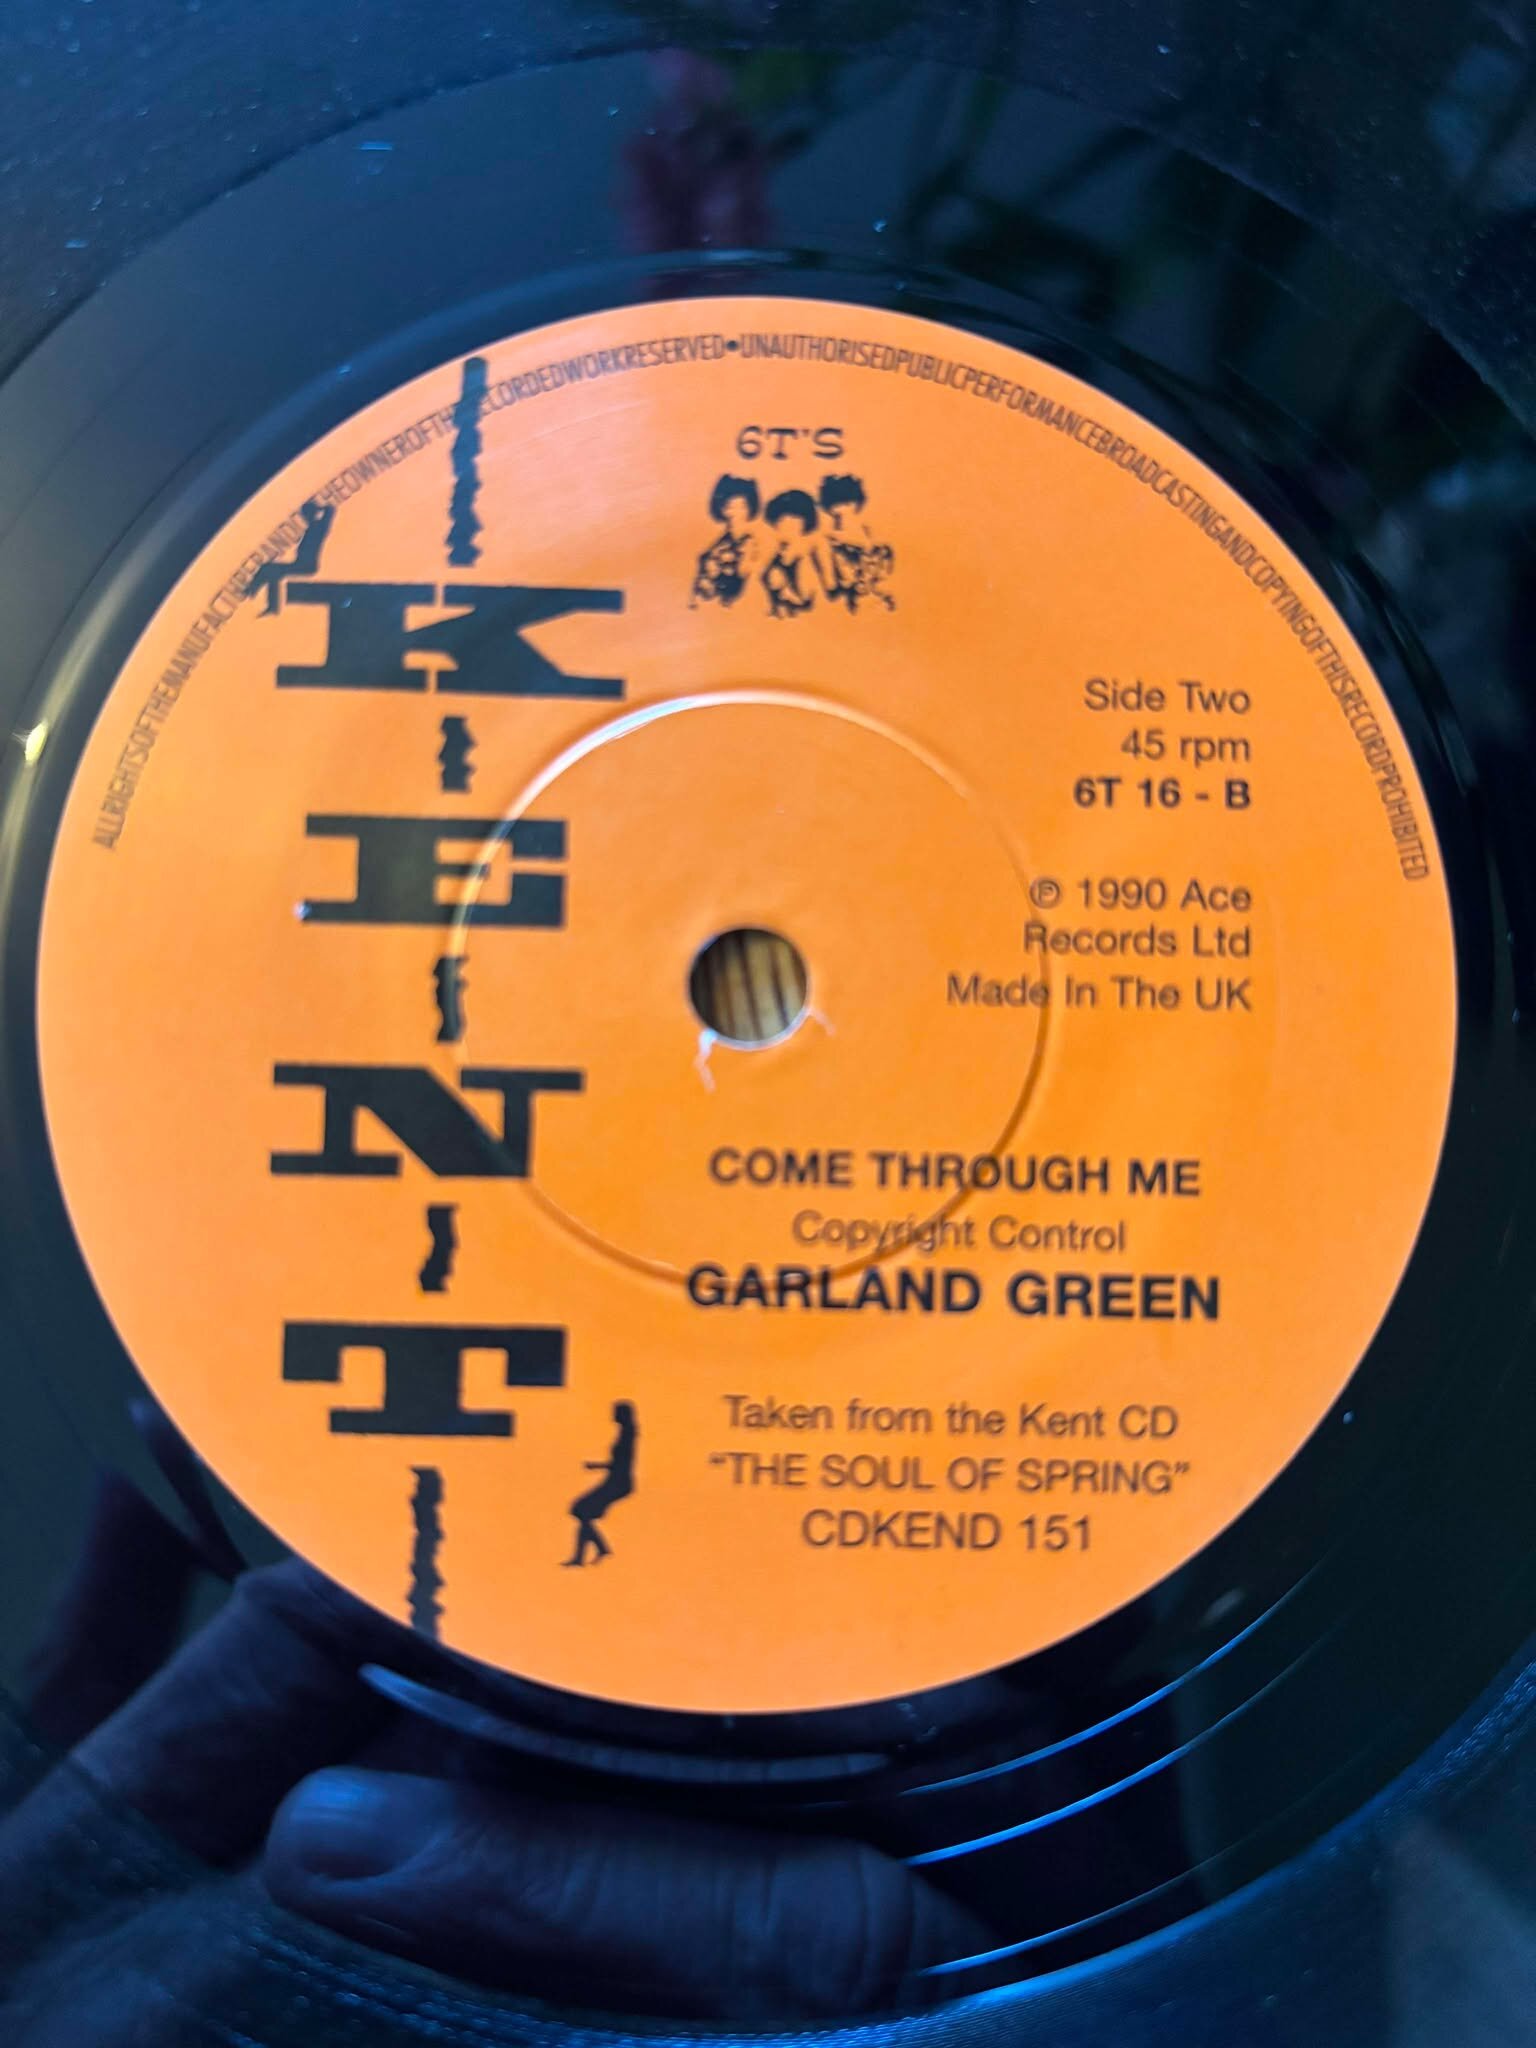 ALLRIGHTSOFTHEMANUFACTURERANDOFTHEOWNEROFTHERECORDEDWORKRESERVED•UNAUTHORISEDPUBLICPERFORMANCEBROADCASTINGANDCOPYINGOFTHISRECORDPROHIBITED
6T'S
KENT
Side Two
45 rpm
6T 16 - B
℗ 1990 Ace
Records Ltd
Made In The UK
COME THROUGH ME
Copyright Control
GARLAND GREEN
Taken from the Kent CD
“THE SOUL OF SPRING”
CDKEND 151